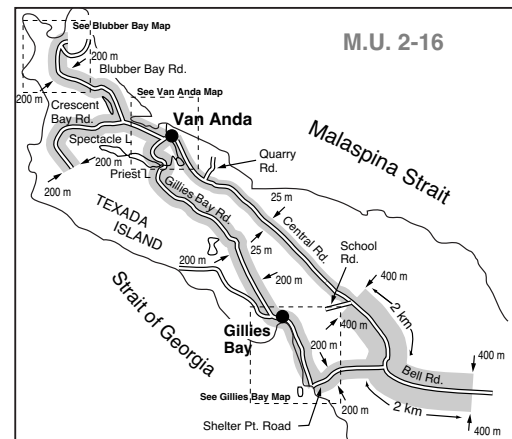 See Blubber Bay Map
M.U. 2-16
200 m
Blubber Bay Rd.
200 m
See Van Anda Map
Crescent
Bay Rd.
Van Anda
Spectacle L
Malaspina Strait
200 m
Priest
Quarry
Rd.
200 m
Gillies Bay Rd.
25 m
TEXADA
ISLAND
Central Rd.
School
Rd.
25 m
200 m
400 m
200 m
Strait of Georgia
2 km
400 m
Gillies
Bay
200 m
400 m
Bell Rd.
See Gillies Bay Map
200 m
2 km
400 m
Shelter Pt. Road